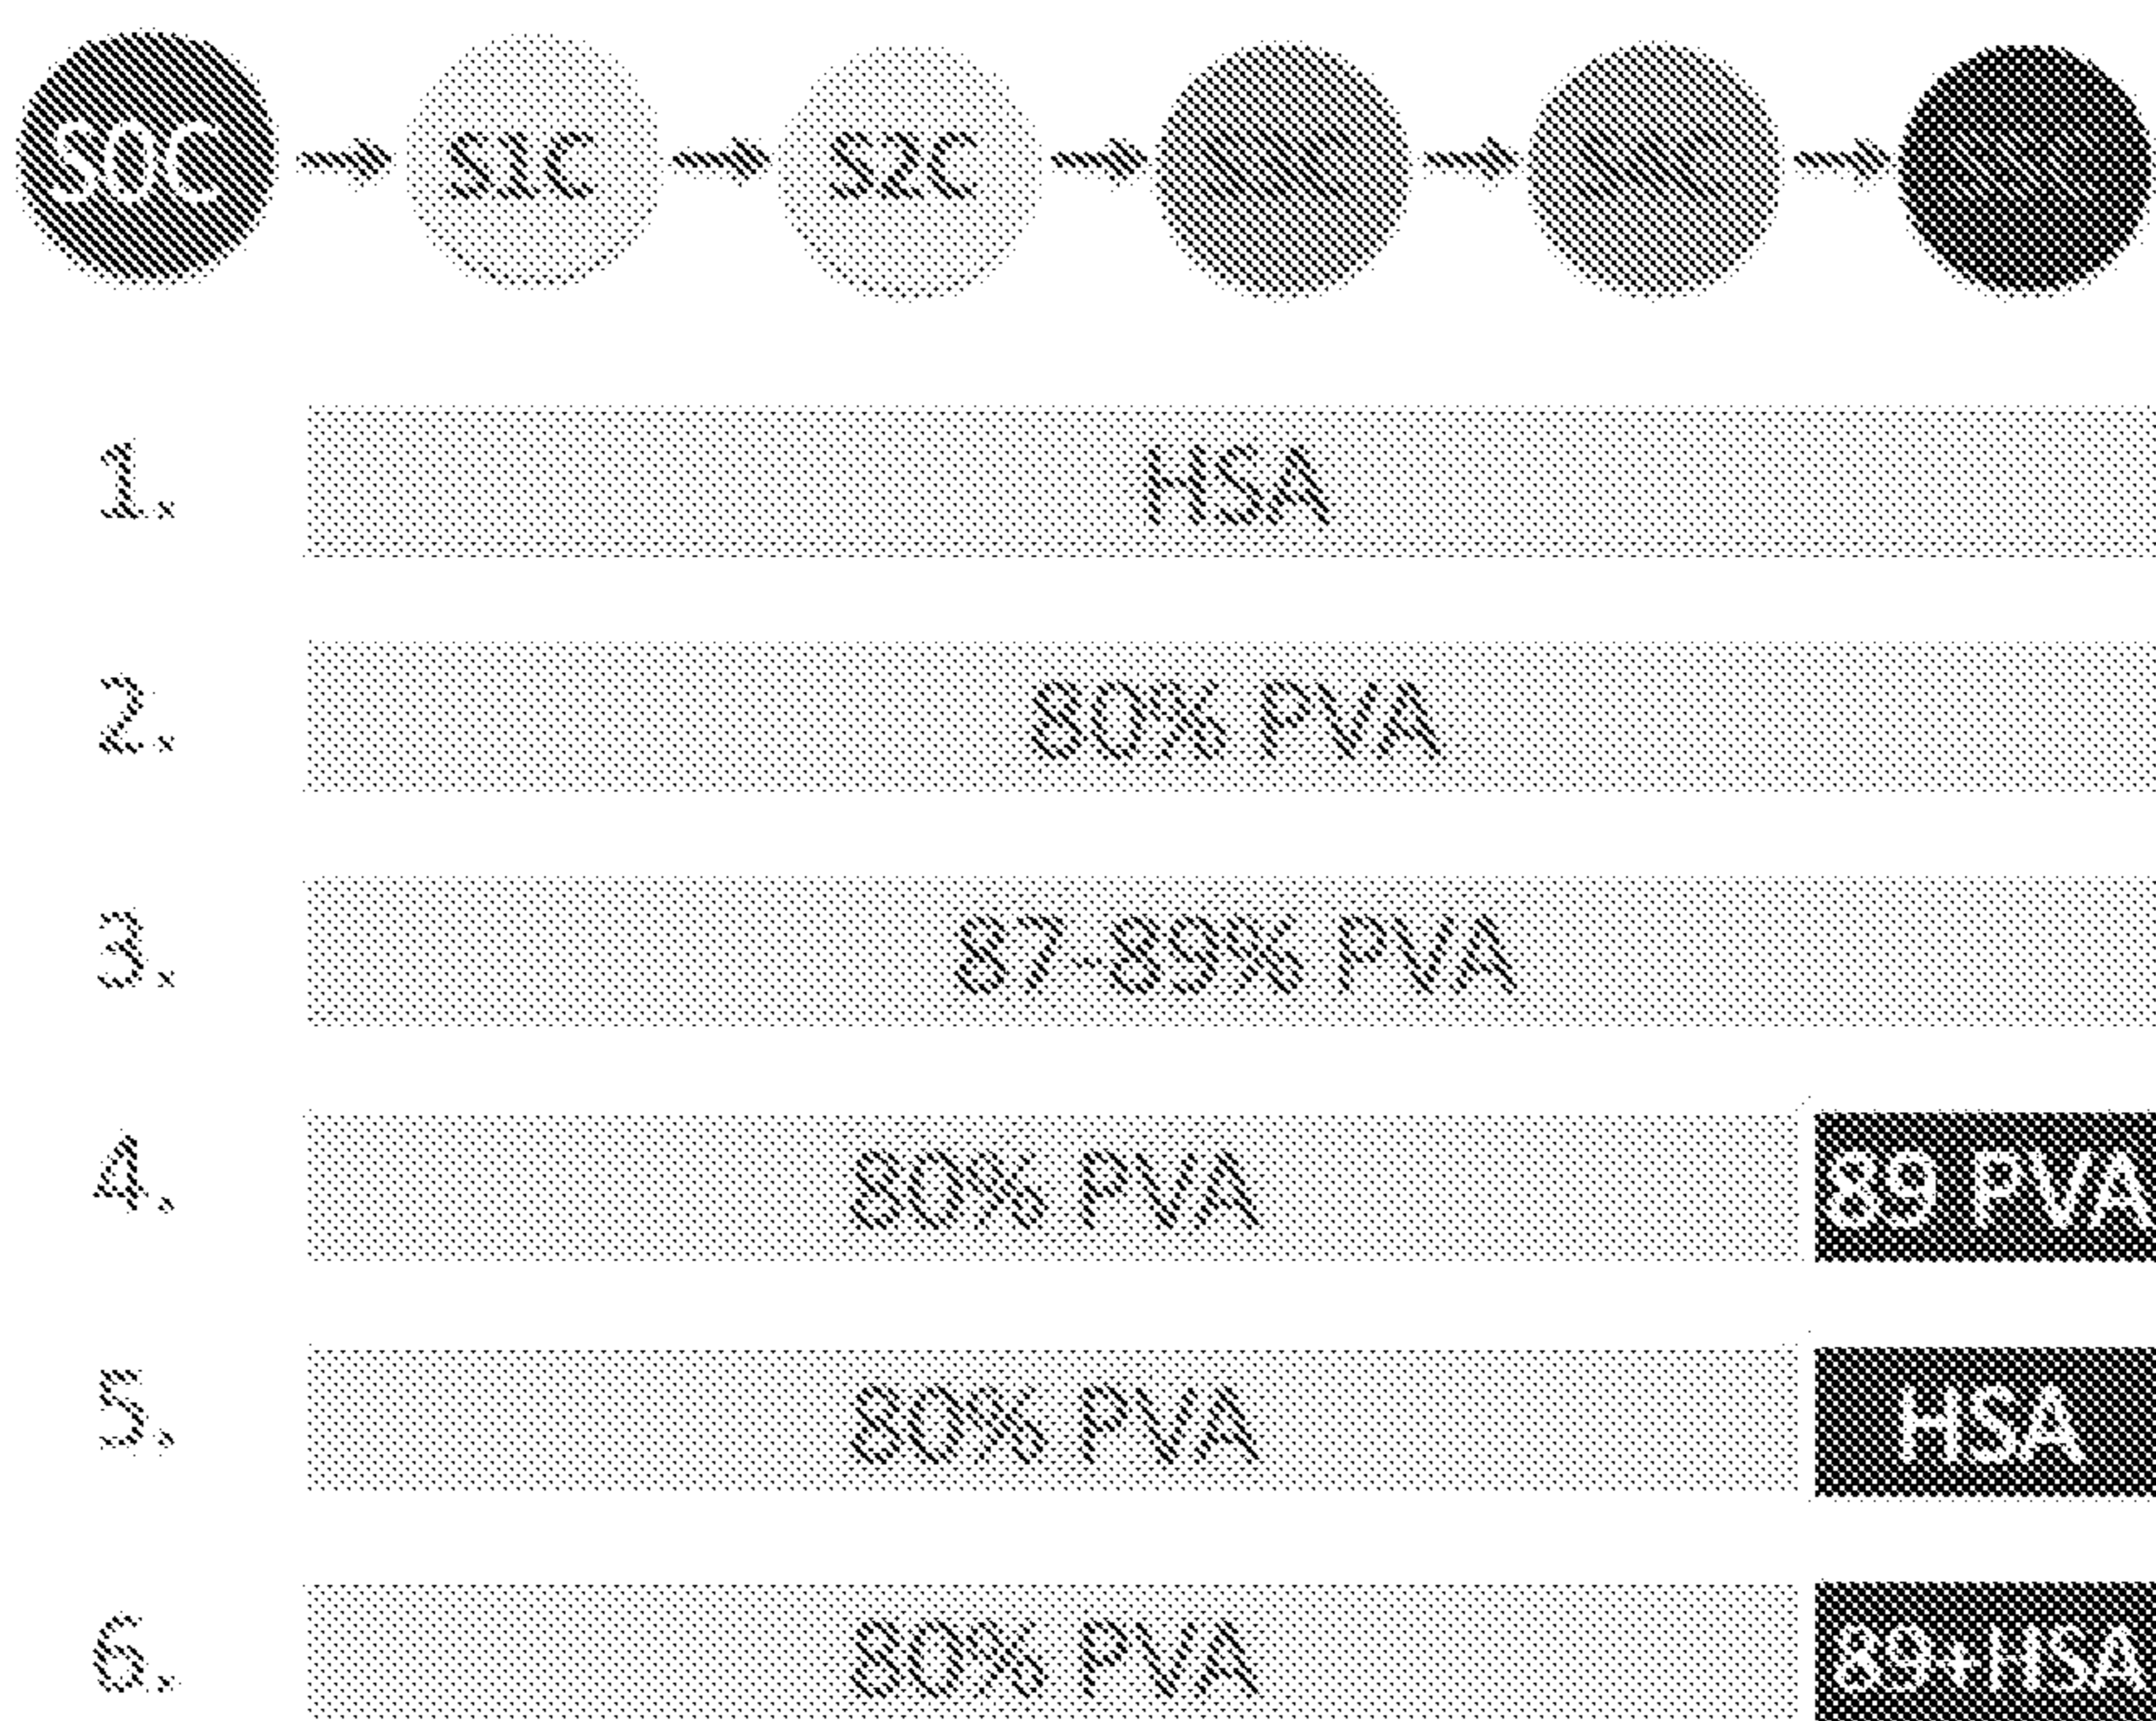 S0C S1C S2C
1. HSA
2. 80% PVA
3. 87-89% PVA
4. 80% PVA 89 PVA
5. 80% PVA HSA
6. 80% PVA 89+HSA